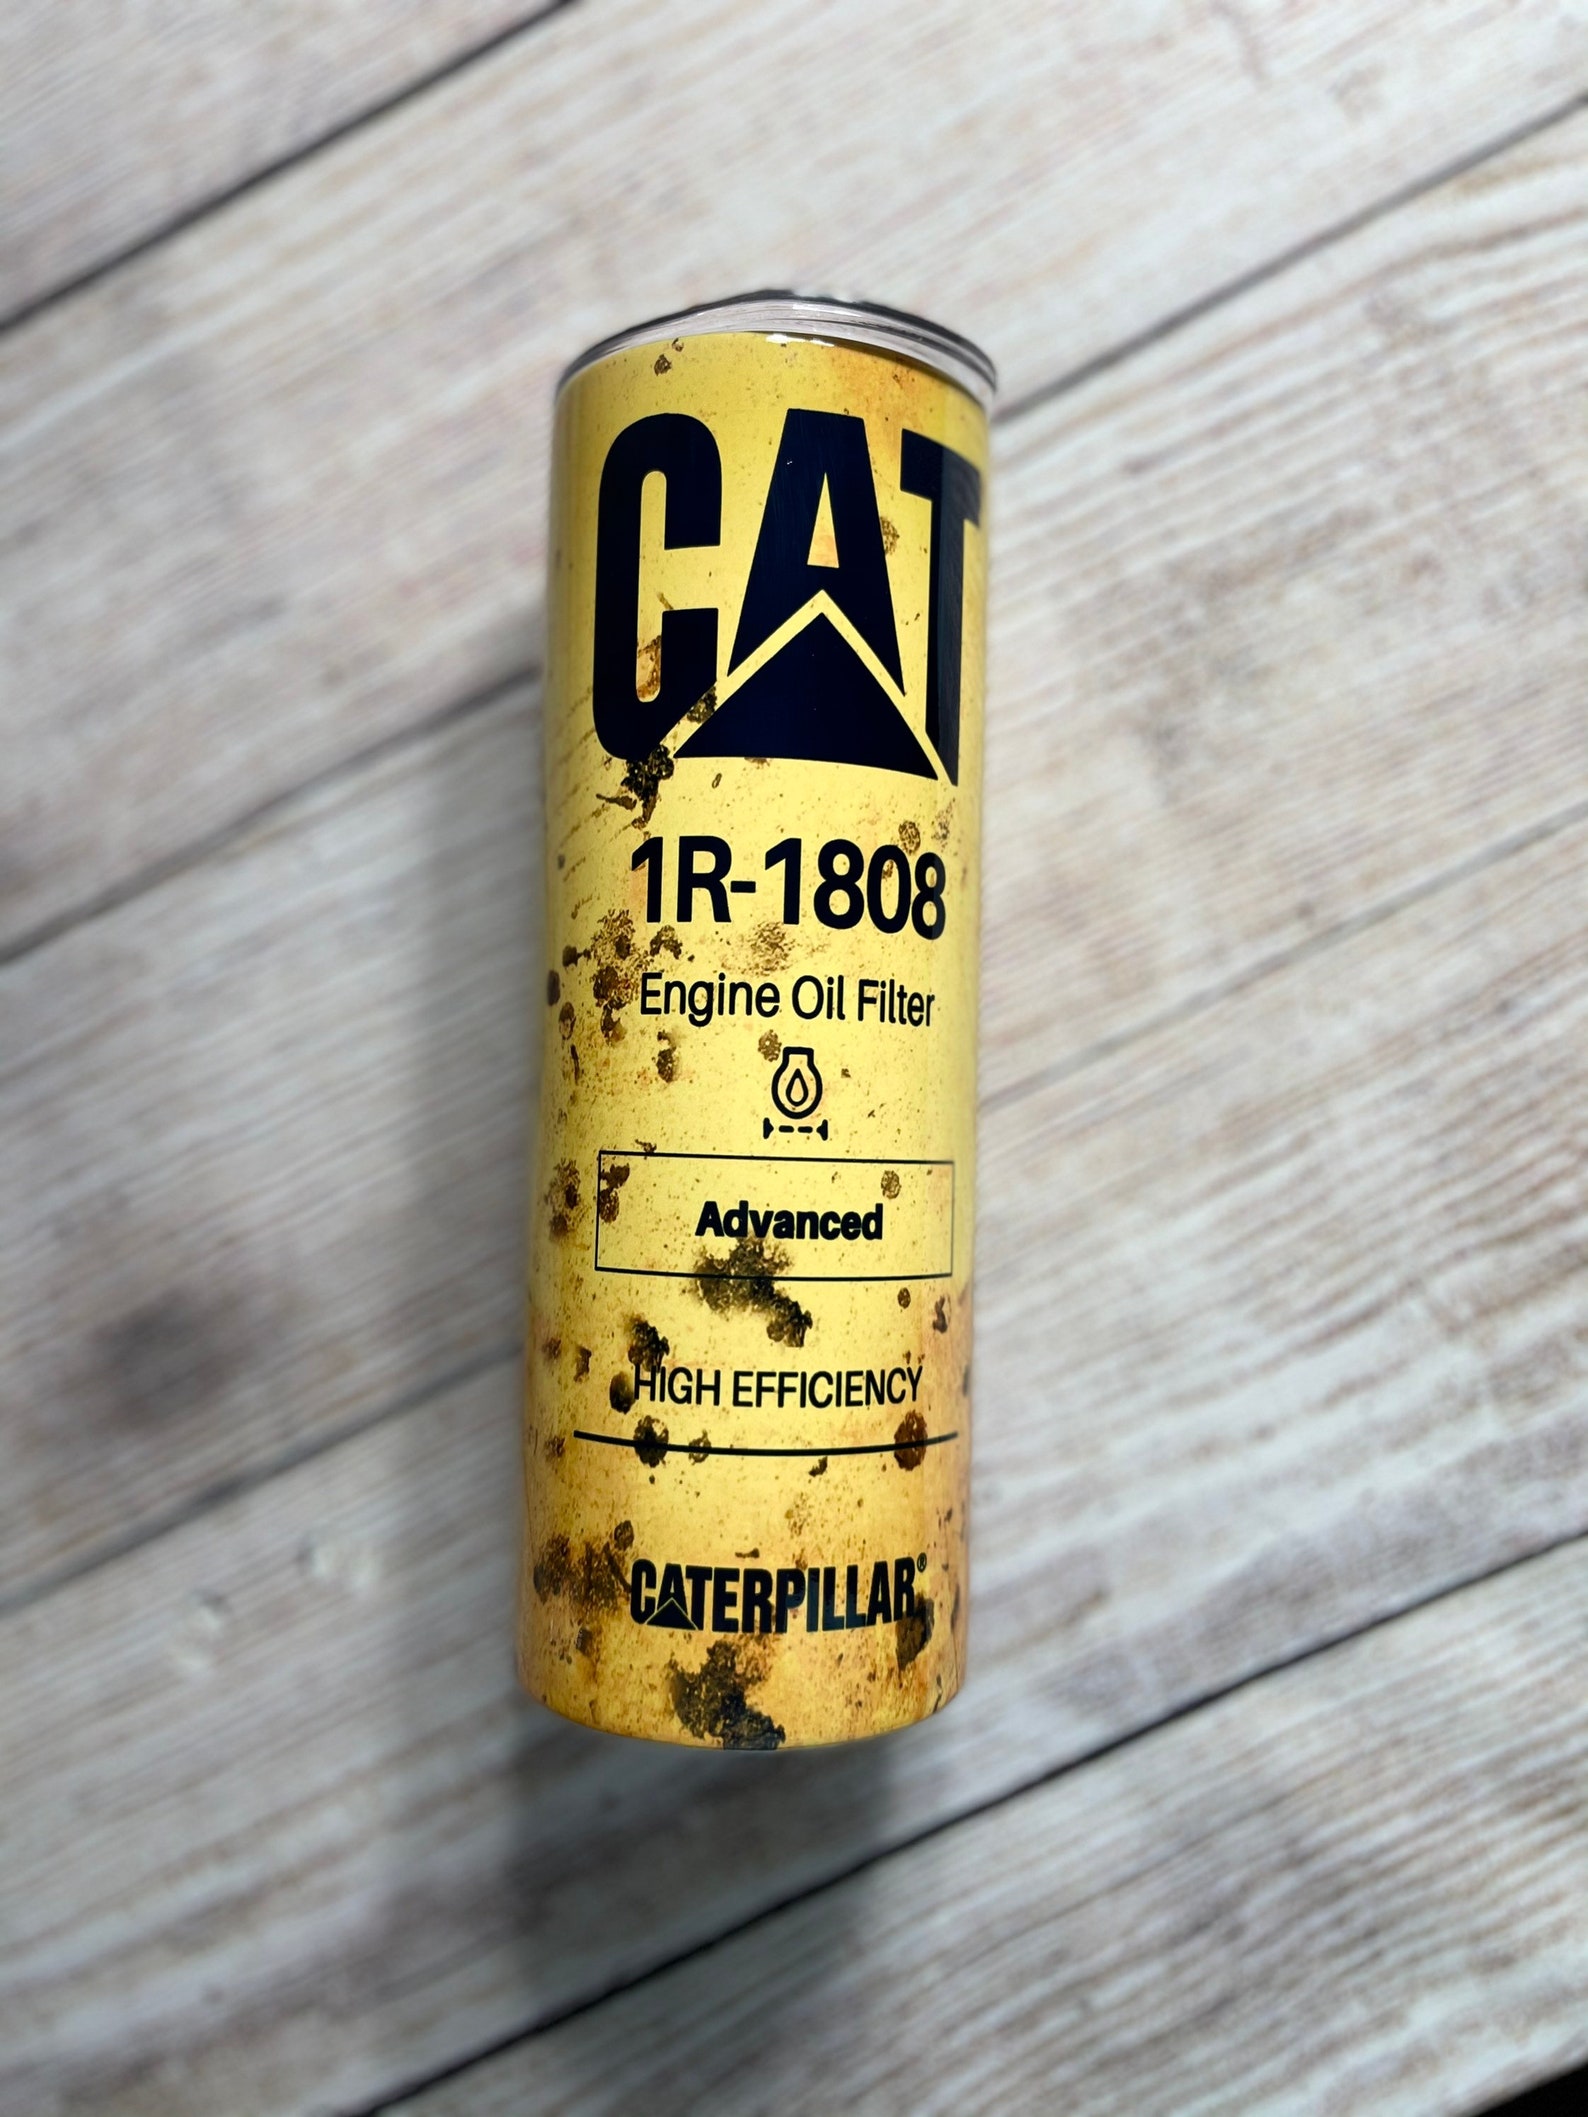 CAT
1R-1808
Engine Oil Filter
Advanced
HIGH EFFICIENCY
CATERPILLAR®